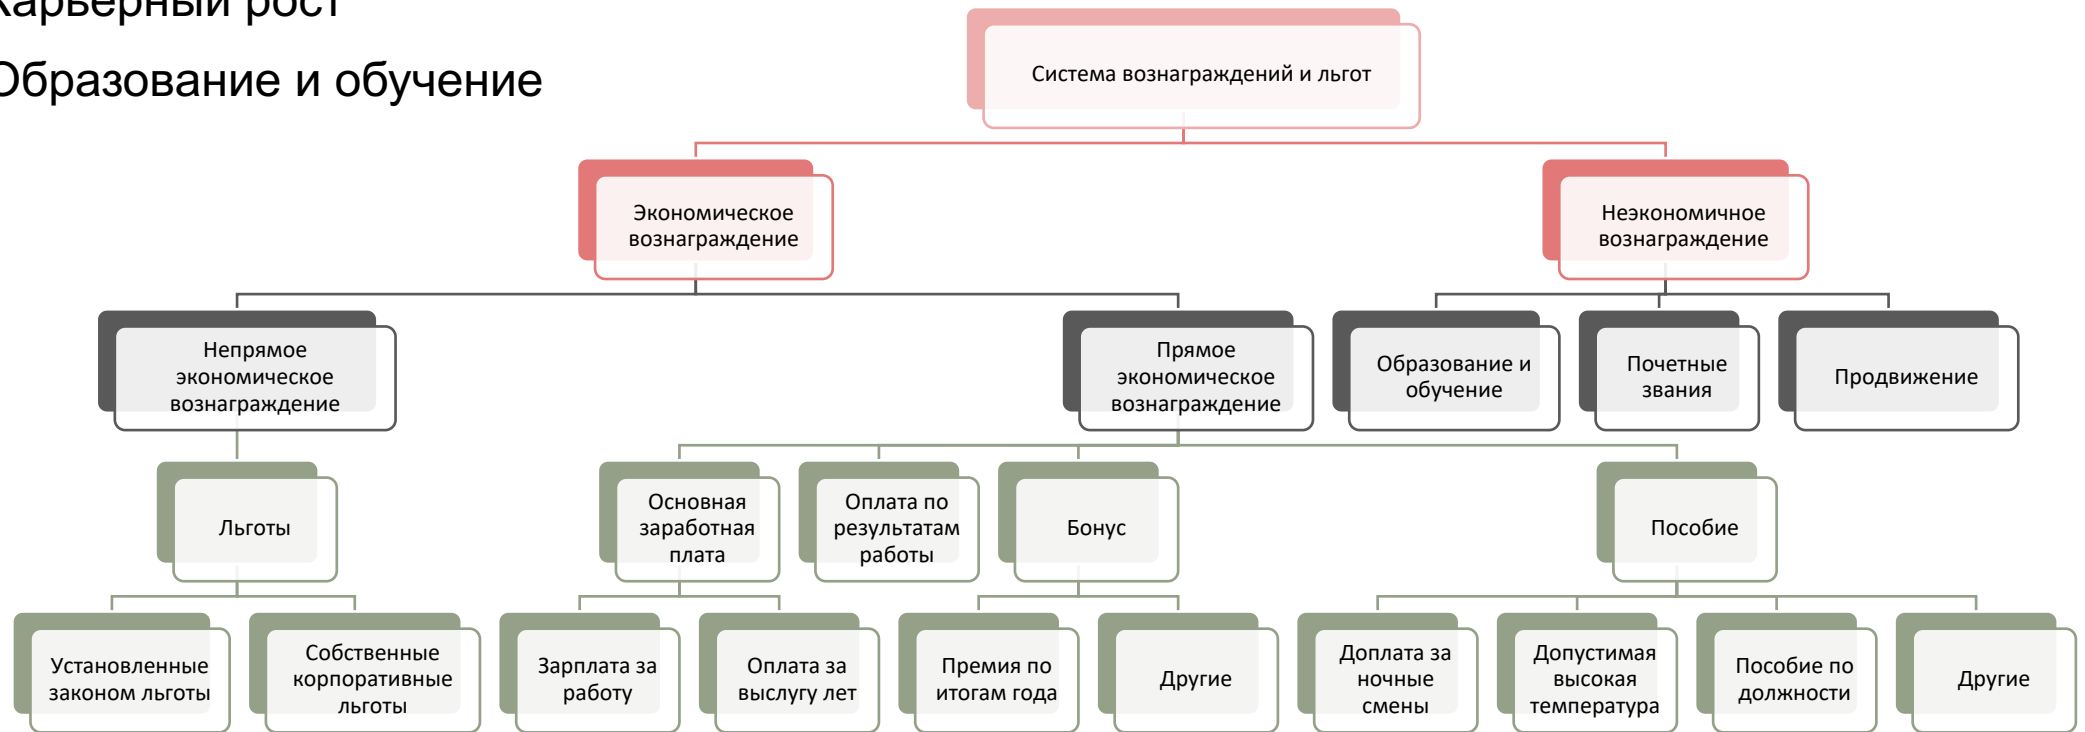 Карьерный рост
Образование и обучение
Система вознаграждений и льгот
Экономическое
вознаграждение
Неэкономичное
вознаграждение
Непрямое
экономическое
вознаграждение
Прямое
экономическое
вознаграждение
Образование и
обучение
Почетные
звания
Продвижение
Льготы
Основная
заработная
плата
Оплата по
результатам
работы
Бонус
Пособие
Установленные
законом льготы
Собственные
корпоративные
льготы
Зарплата за
работу
Оплата за
выслугу лет
Премия по
итогам года
Другие
Доплата за
ночные
смены
Допустимая
высокая
температура
Пособие по
должности
Другие